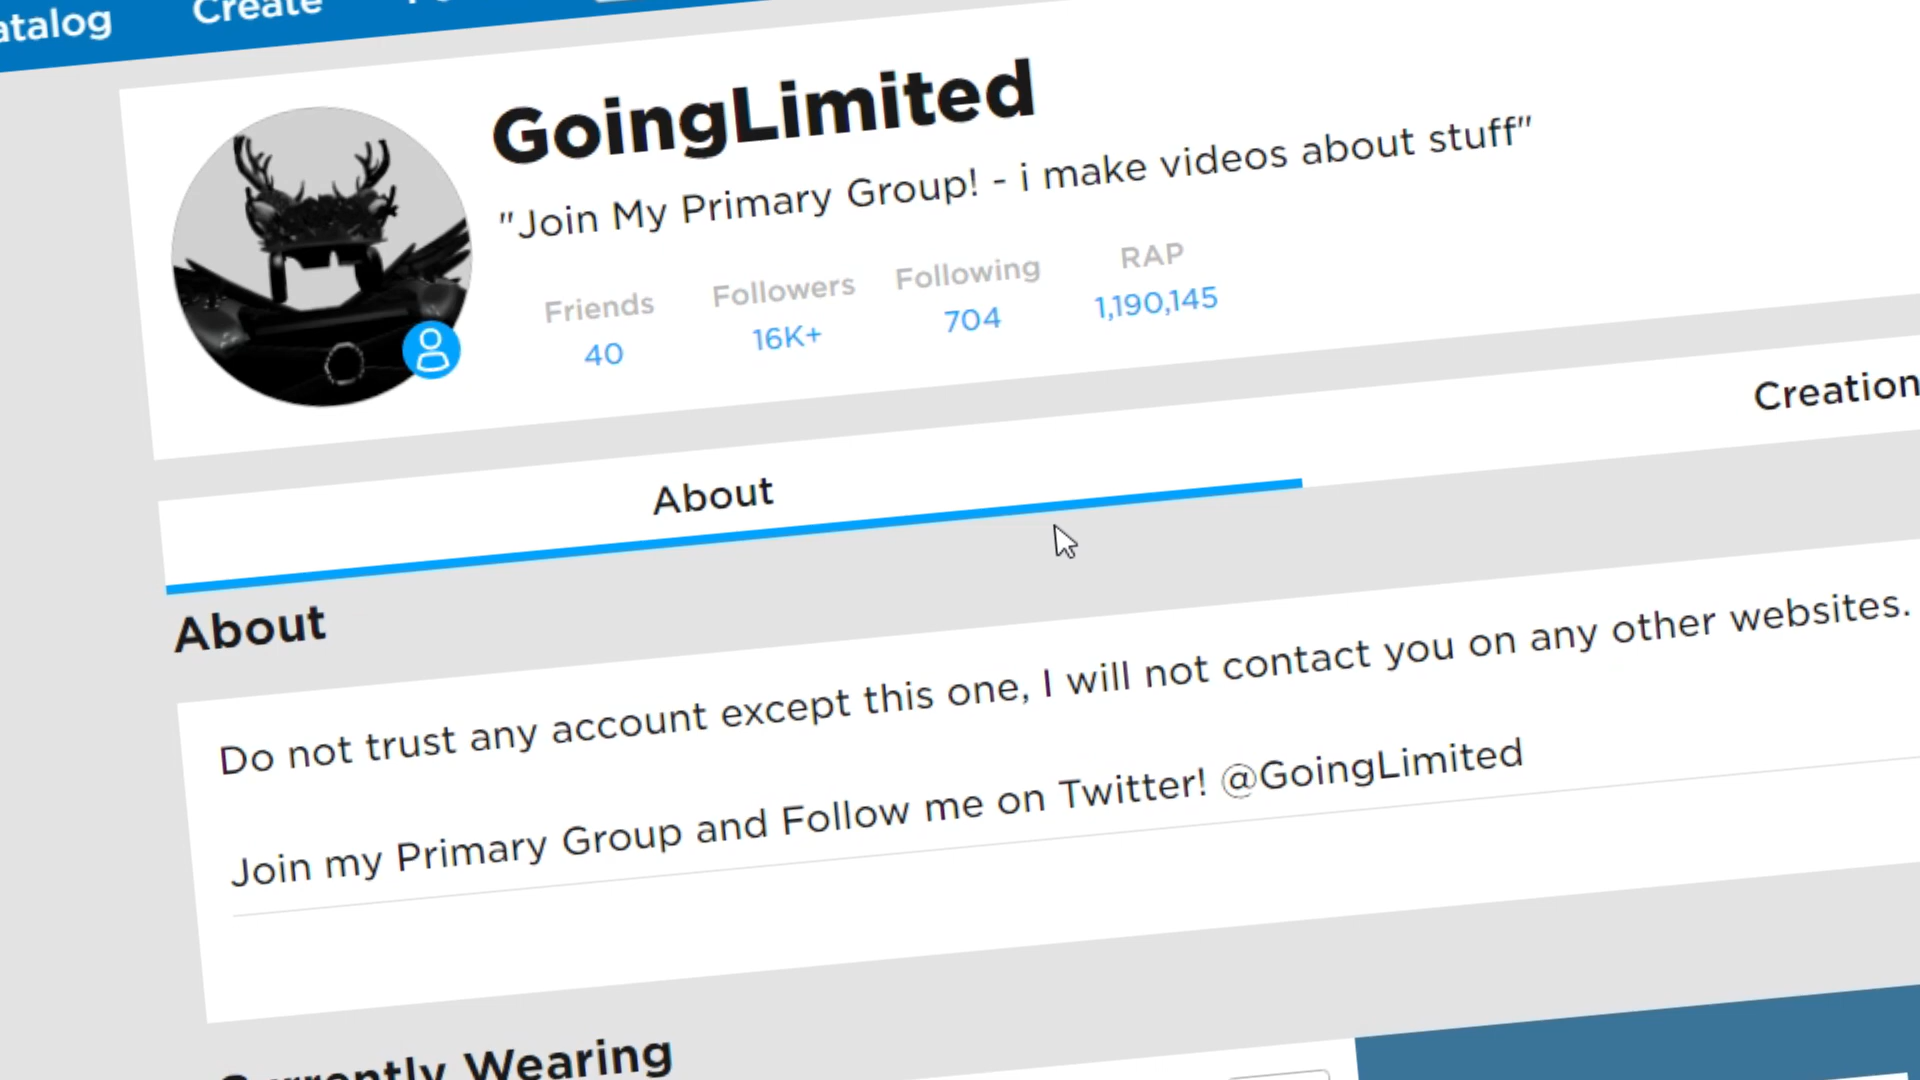 atalog Create
GoingLimited
"Join My Primary Group! - i make videos about stuff"
Friends Followers Following RAP
40 16K+ 704 1,190,145
About Creation
About
Do not trust any account except this one, I will not contact you on any other websites.
Join my Primary Group and Follow me on Twitter! @GoingLimited
Currently Wearing